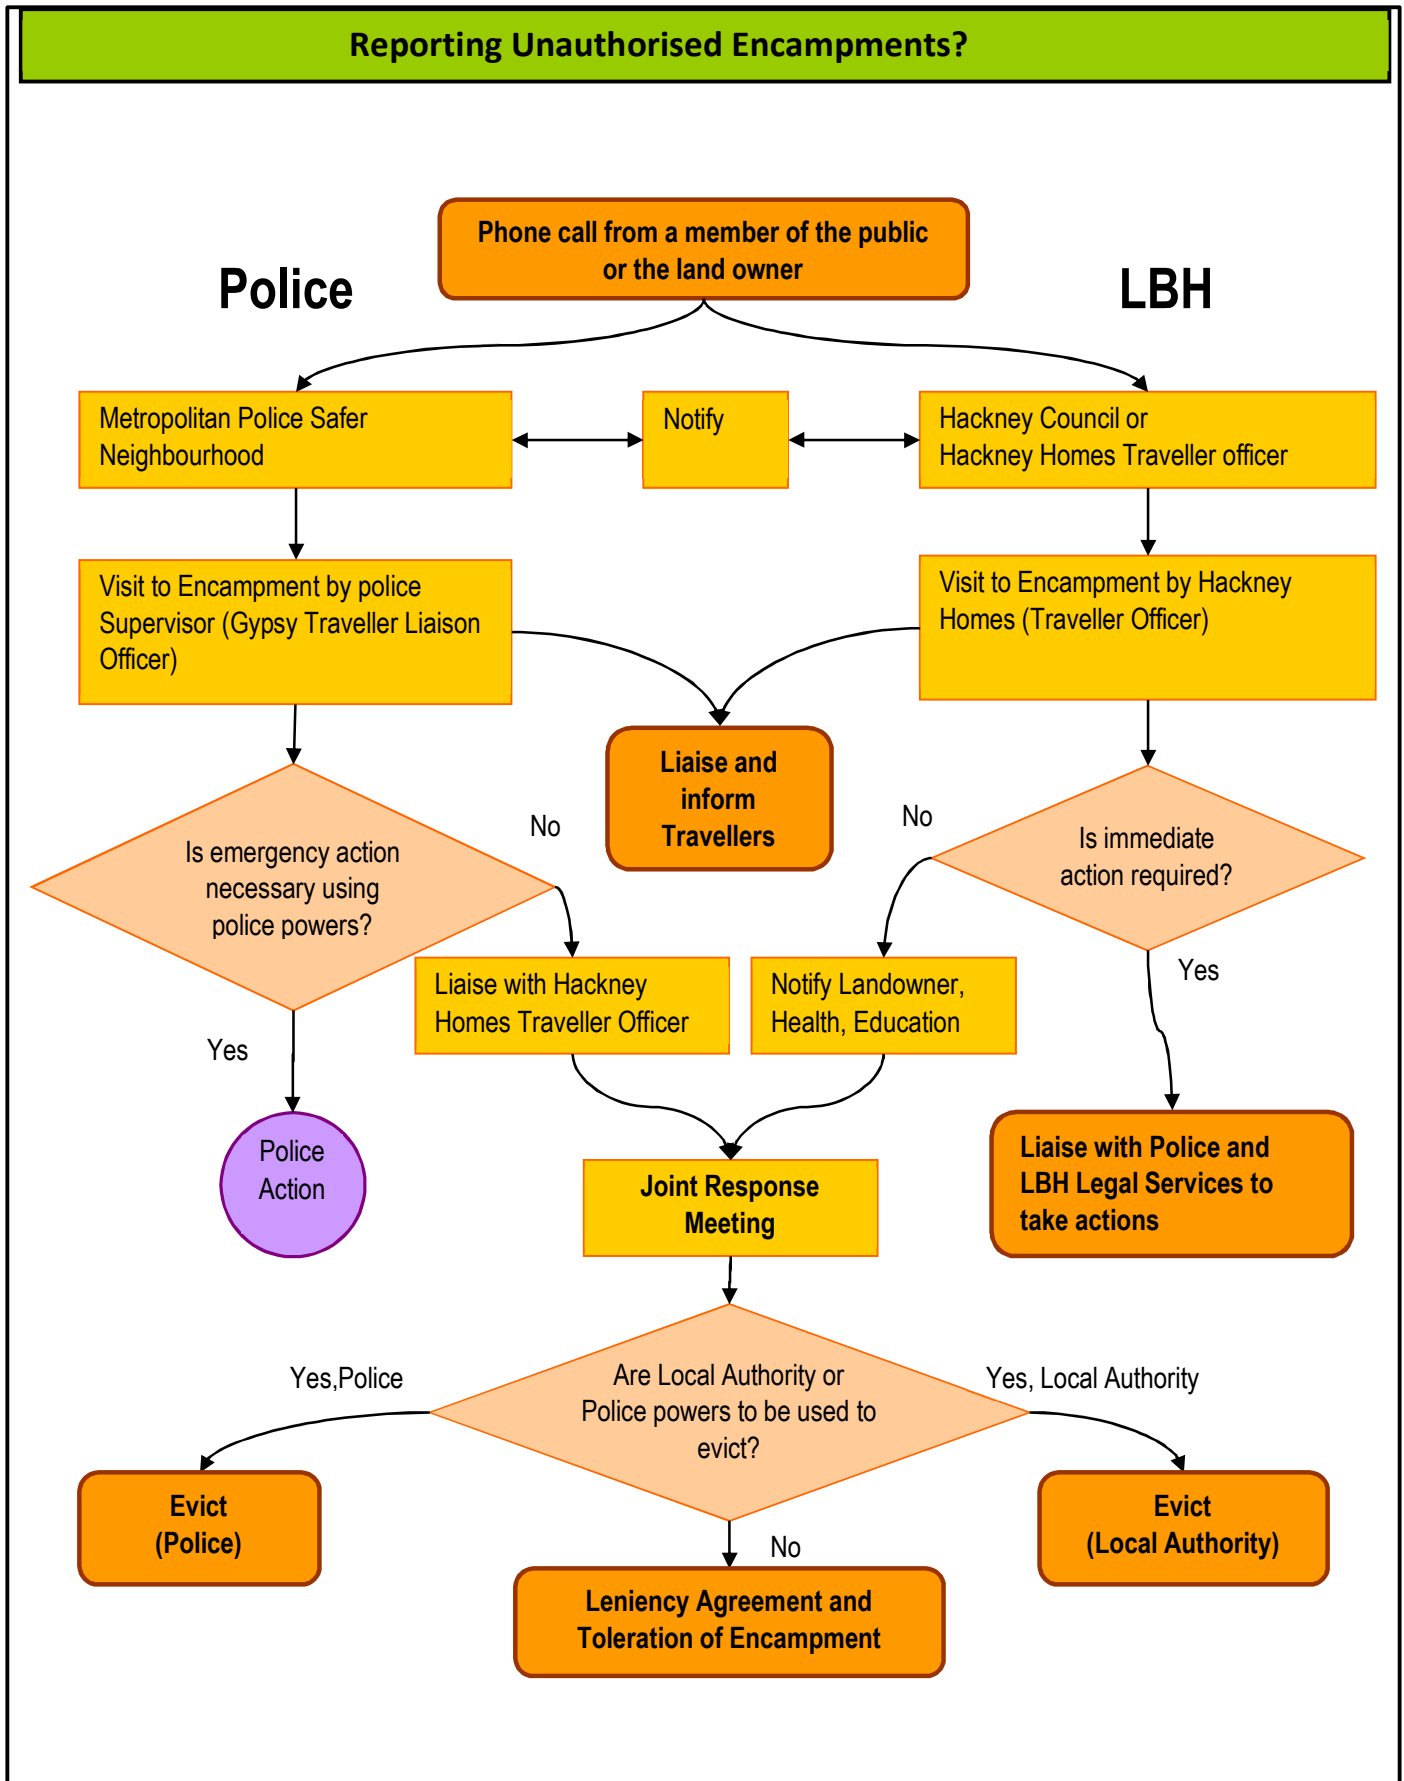 Reporting Unauthorised Encampments?
Phone call from a member of the public
or the land owner
Police
LBH
Metropolitan Police Safer
Neighbourhood
Notify
Hackney Council or
Hackney Homes Traveller officer
Visit to Encampment by police
Supervisor (Gypsy Traveller Liaison
Officer)
Visit to Encampment by Hackney
Homes (Traveller Officer)
Liaise and
inform
Travellers
Is emergency action
necessary using
police powers?
No
No
Is immediate
action required?
Liaise with Hackney
Homes Traveller Officer
Notify Landowner,
Health, Education
Yes
Yes
Police
Action
Joint Response
Meeting
Liaise with Police and
LBH Legal Services to
take actions
Yes,Police
Are Local Authority or
Police powers to be used to
evict?
Yes, Local Authority
Evict
(Police)
No
Evict
(Local Authority)
Leniency Agreement and
Toleration of Encampment